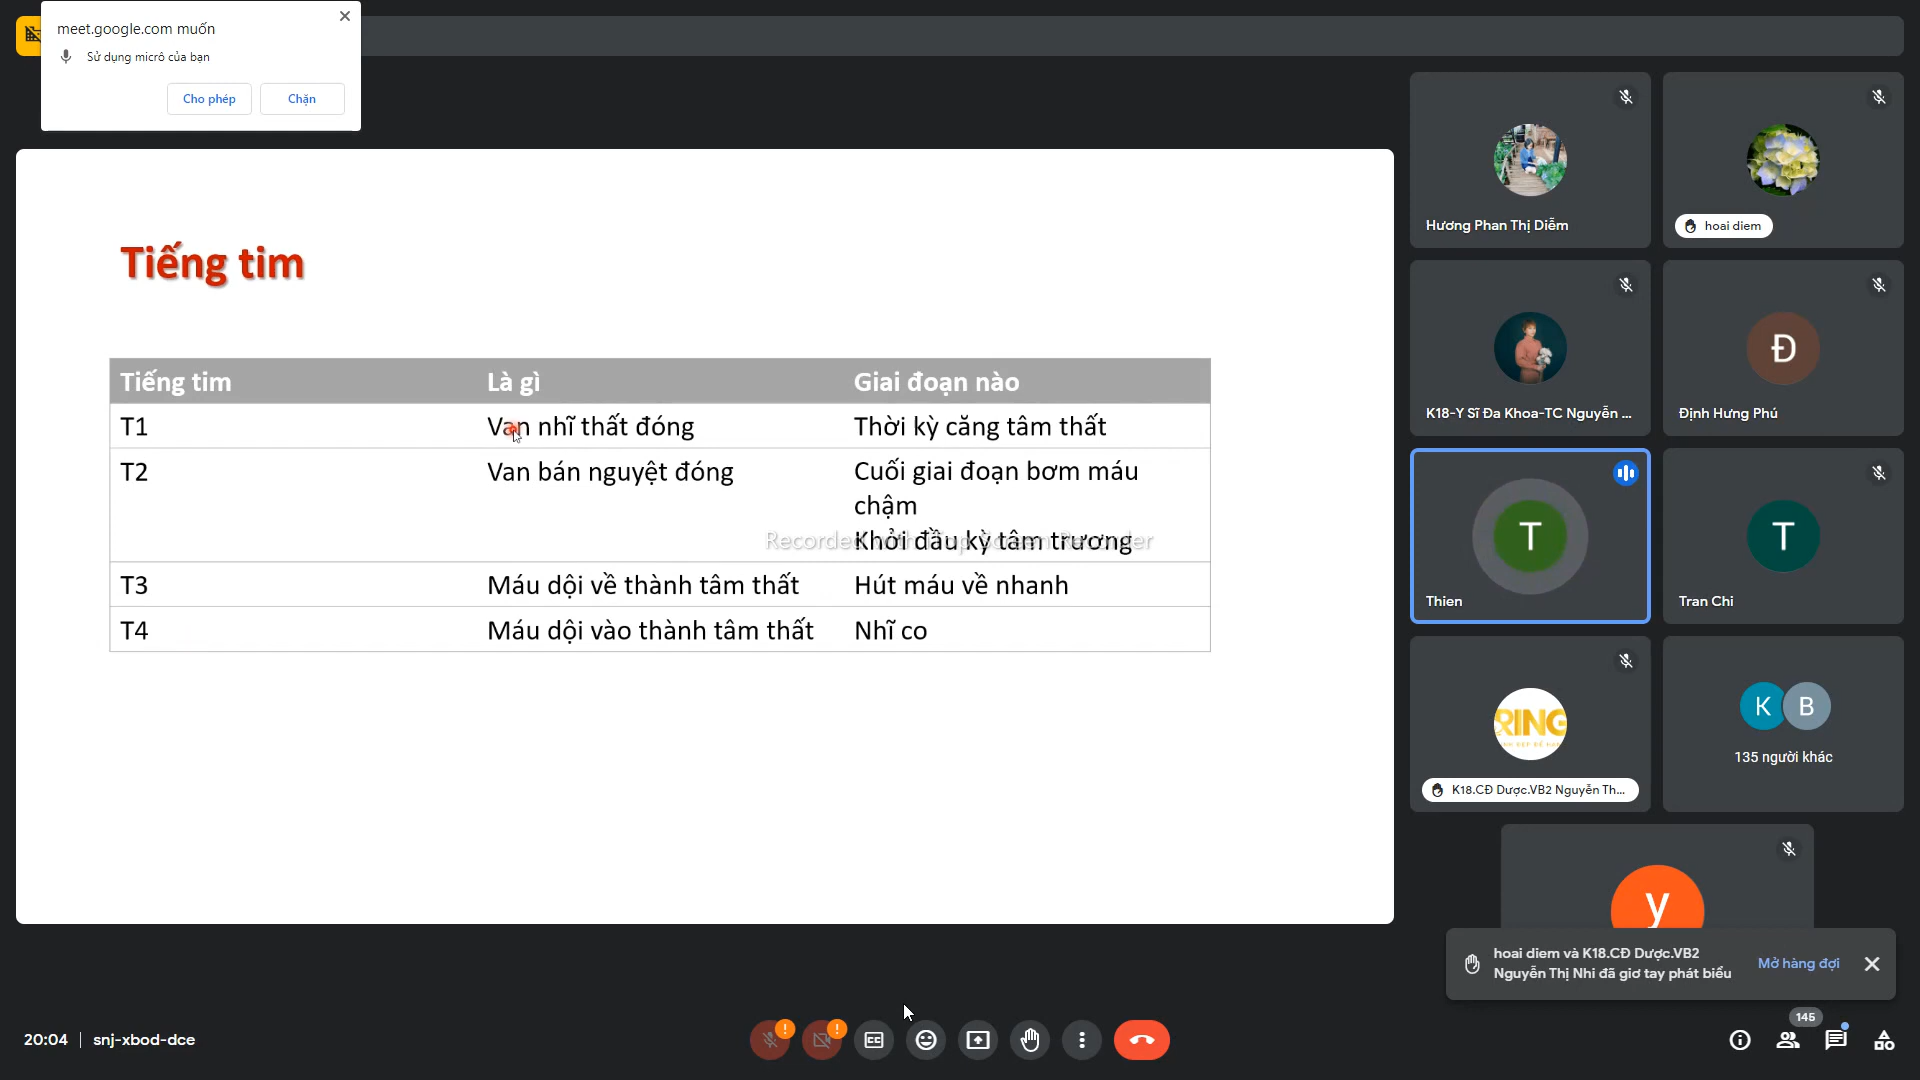 meet.google.com muốn
Sử dụng micrô của bạn
Cho phép
Chặn
Tiếng tim
Tiếng tim
Là gì
Giai đoạn nào
T1
Van nhĩ thất đóng
Thời kỳ căng tâm thất
T2
Van bán nguyệt đóng
Cuối giai đoạn bơm máu
chậm
Khởi đầu kỳ tâm trương
Recorded with iTop Screen Recorder
T3
Máu dội về thành tâm thất
Hút máu về nhanh
T4
Máu dội vào thành tâm thất
Nhĩ co
Hương Phan Thị Diễm
hoai diem
K18-Y Sĩ Đa Khoa-TC Nguyễn ...
Đ
Định Hưng Phú
T
Thien
T
Tran Chi
RING
K18.CĐ Dược.VB2 Nguyễn Th...
K
B
135 người khác
y
hoai diem và K18.CĐ Dược.VB2
Nguyễn Thị Nhi đã giơ tay phát biểu
Mở hàng đợi
20:04
snj-xbod-dce
145